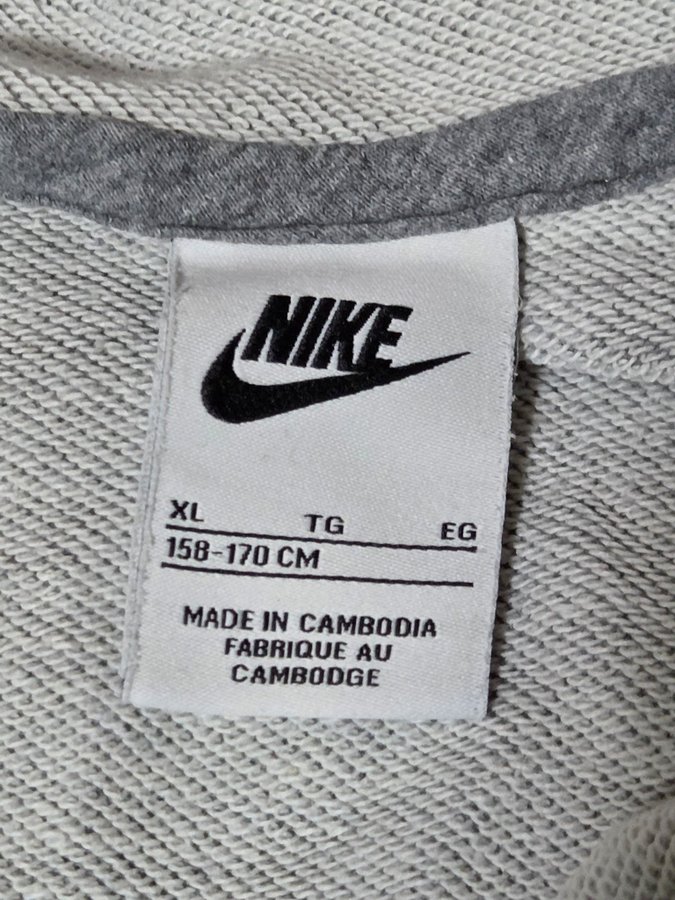 NIKE
XL TG EG
158-170 CM
MADE IN CAMBODIA
FABRIQUE AU
CAMBODGE